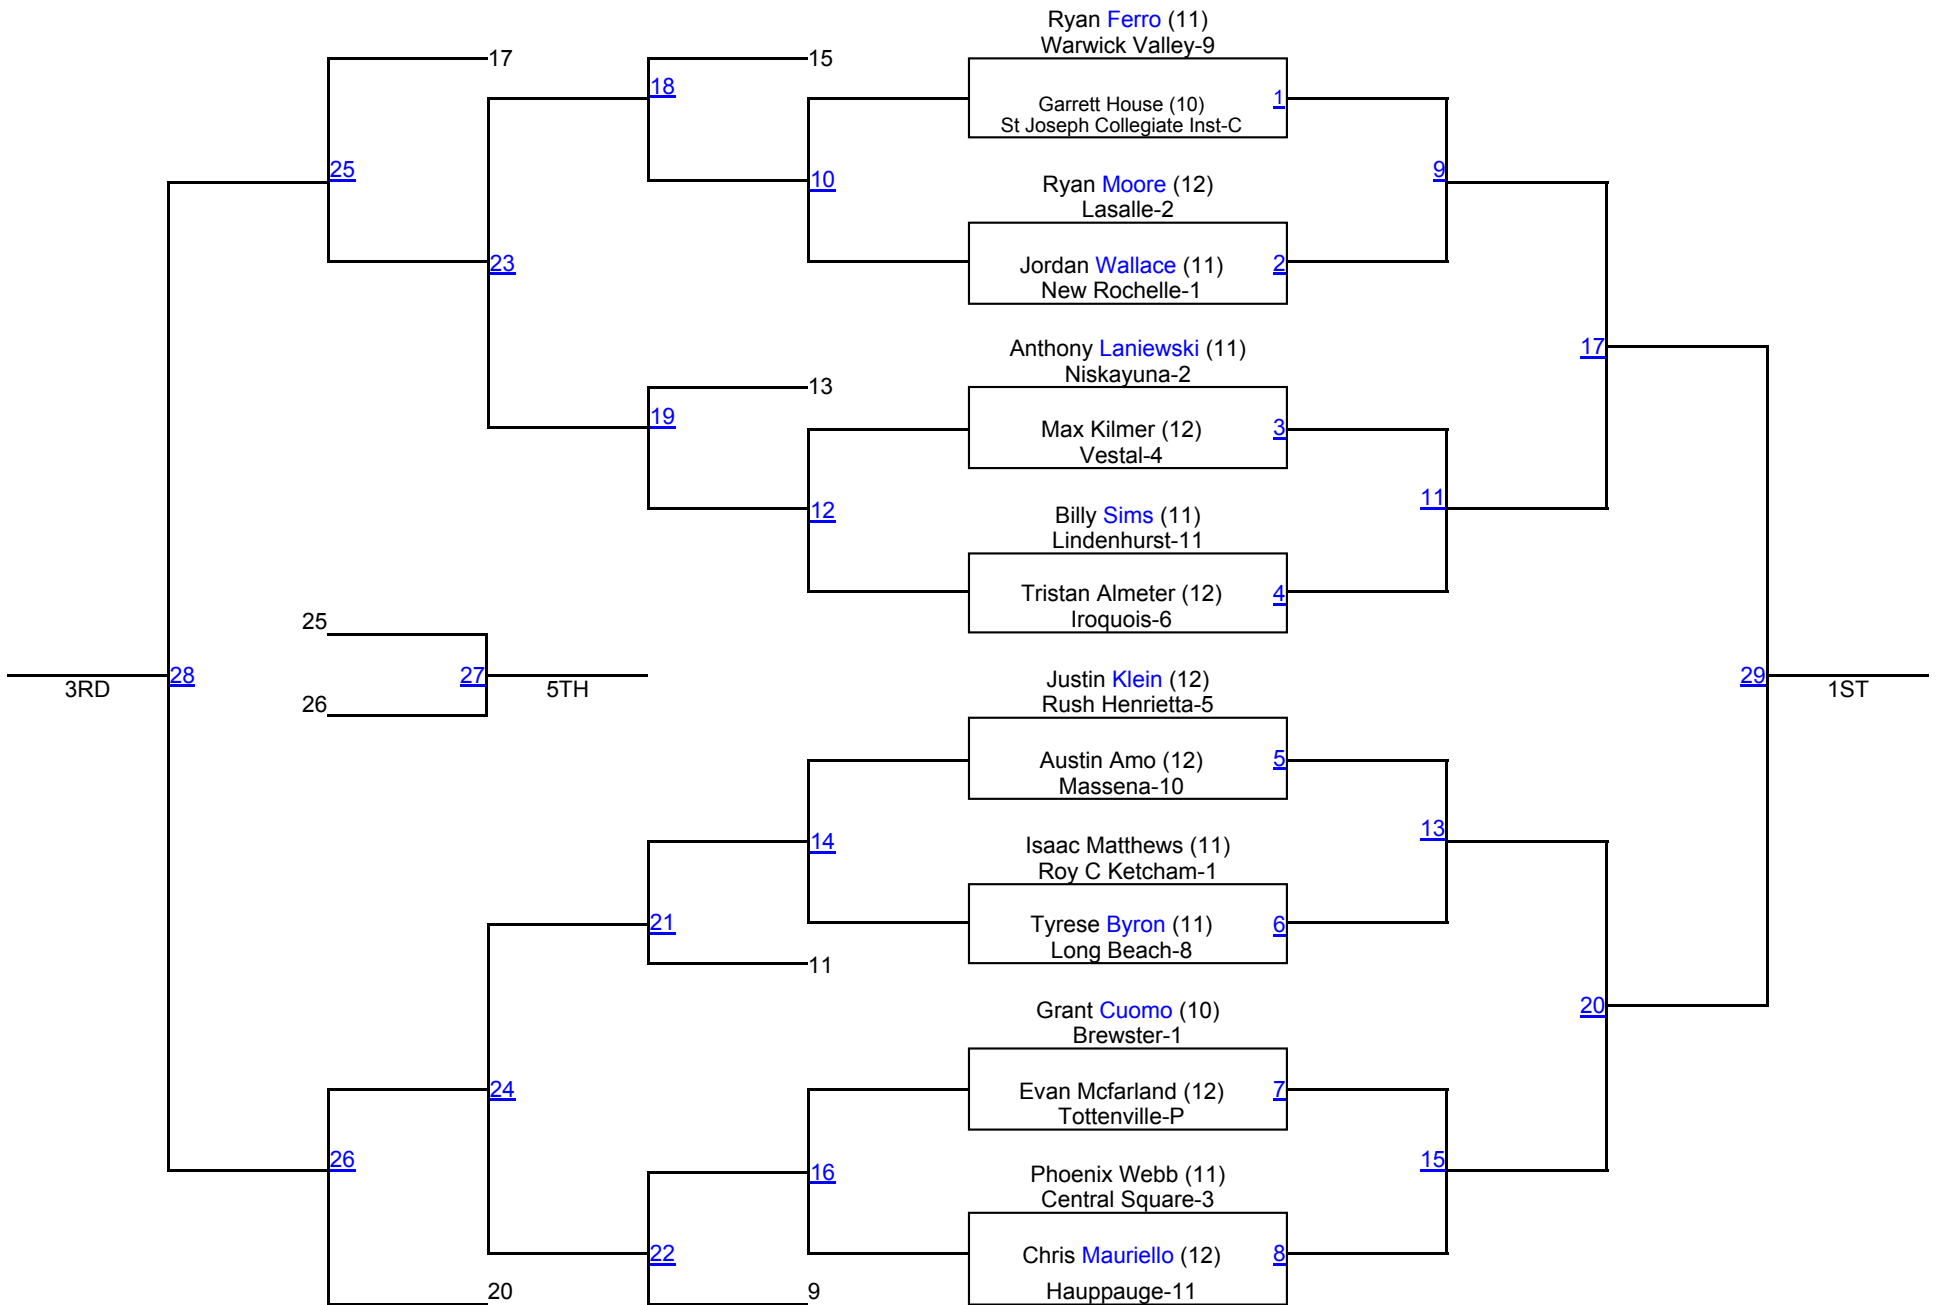 Ryan Ferro (11)
Warwick Valley-9
17
15
18
Garrett House (10)
1
St Joseph Collegiate Inst-C
25
10
9
Ryan Moore (12)
Lasalle-2
23
Jordan Wallace (11)
2
New Rochelle-1
Anthony Laniewski (11)
17
Niskayuna-2
13
19
Max Kilmer (12)
3
Vestal-4
12
11
Billy Sims (11)
Lindenhurst-11
Tristan Almeter (12)
4
Iroquois-6
25
28
27
Justin Klein (12)
29
3RD
5TH
1ST
26
Rush Henrietta-5
Austin Amo (12)
5
Massena-10
14
13
Isaac Matthews (11)
Roy C Ketcham-1
21
Tyrese Byron (11)
6
Long Beach-8
11
Grant Cuomo (10)
20
Brewster-1
24
Evan Mcfarland (12)
7
Tottenville-P
26
16
15
Phoenix Webb (11)
Central Square-3
22
Chris Mauriello (12)
8
20
9
Hauppauge-11